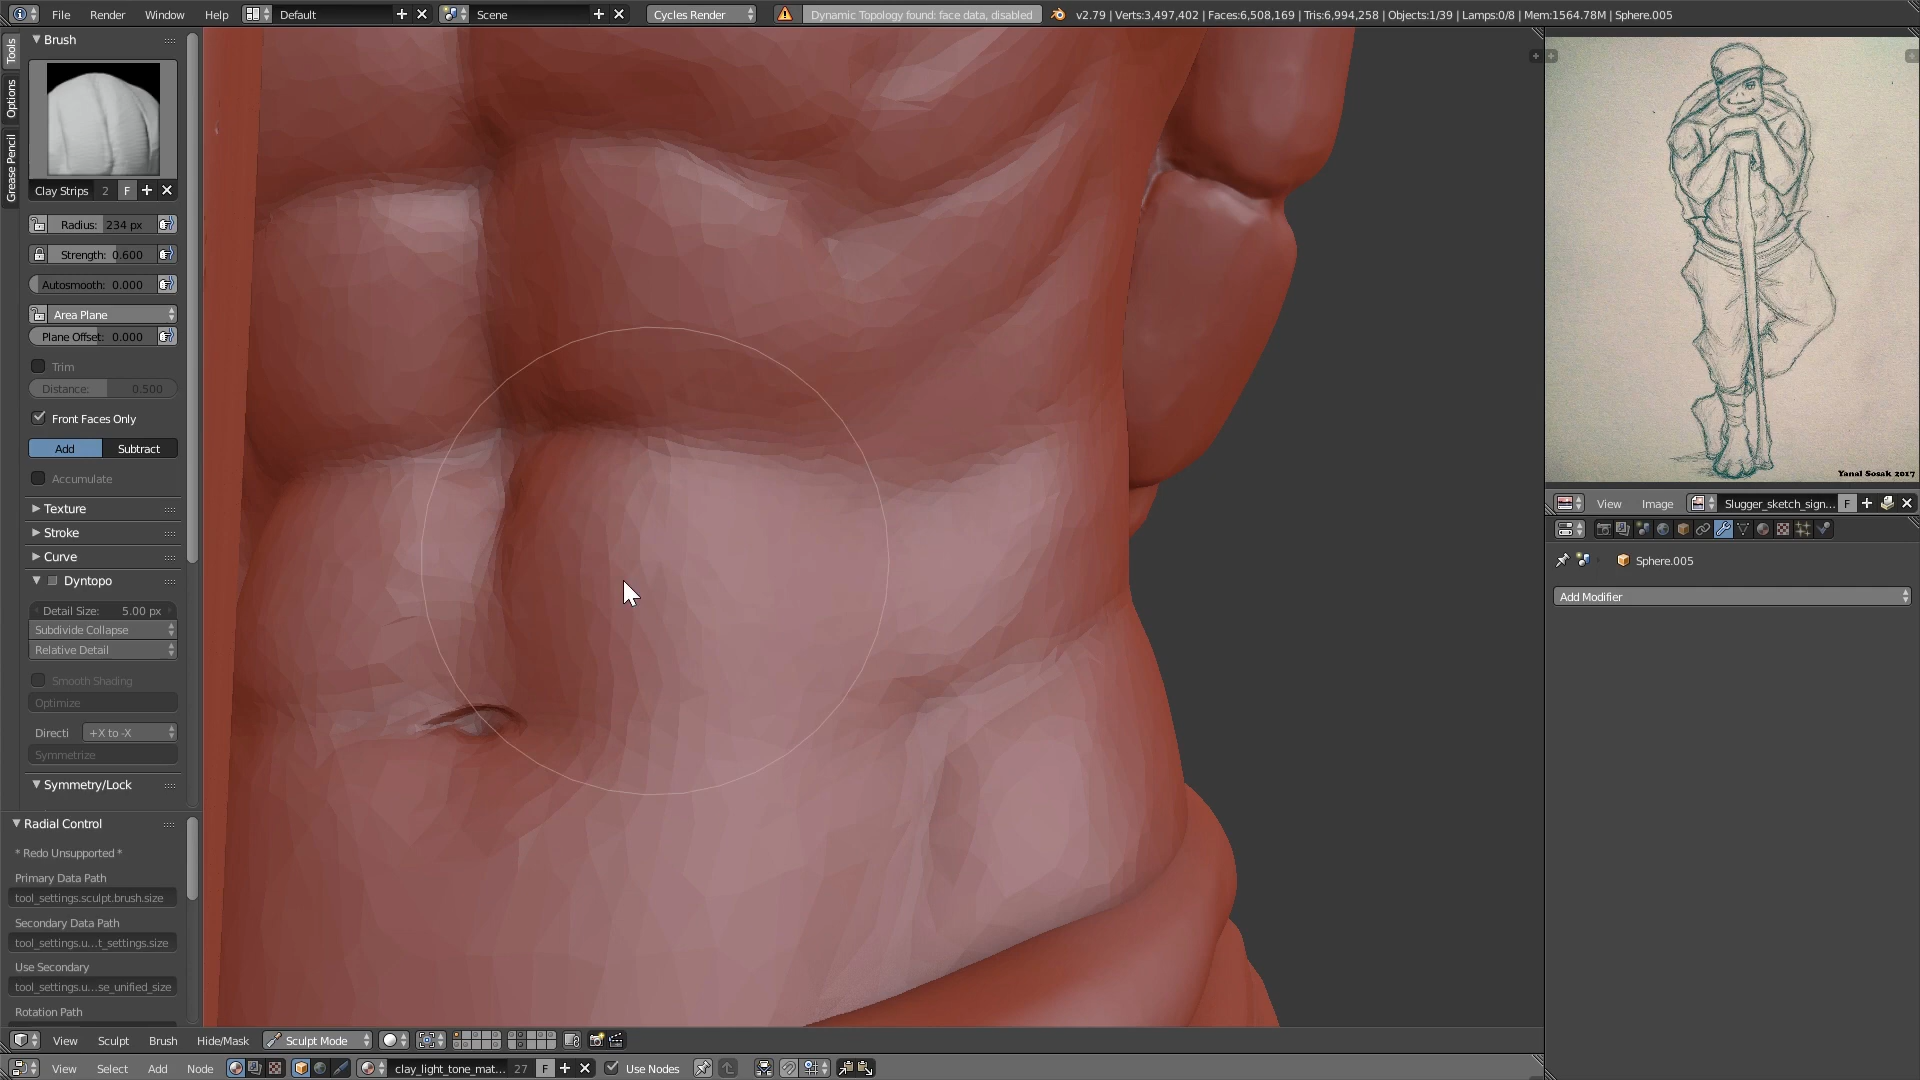 File Render Window Help Default Scene Cycles Render Dynamic Topology found: face data, disabled v2.79 | Verts:3,497,402 | Faces:6,508,169 | Tris:6,994,258 | Objects:1/39 | Lamps:0/8 | Mem:1564.78M | Sphere.005
Tools
Options
Grease Pencil
Brush
Clay Strips 2 F
Radius: 234 px
Strength: 0.600
Autosmooth: 0.000
Area Plane
Plane Offset: 0.000
Trim
Distance: 0.500
Front Faces Only
Add Subtract
Accumulate
Texture
Stroke
Curve
Dyntopo
Detail Size: 5.00 px
Subdivide Collapse
Relative Detail
Smooth Shading
Optimize
Directi +X to -X
Symmetrize
Symmetry/Lock
Radial Control
* Redo Unsupported *
Primary Data Path
tool_settings.sculpt.brush.size
Secondary Data Path
tool_settings.u...t_settings.size
Use Secondary
tool_settings.u...se_unified_size
Rotation Path
Yanal Sosak 2017
View Image Slugger_sketch_sign... F
Sphere.005
Add Modifier
View Sculpt Brush Hide/Mask Sculpt Mode
View Select Add Node clay_light_tone_mat... 27 F Use Nodes